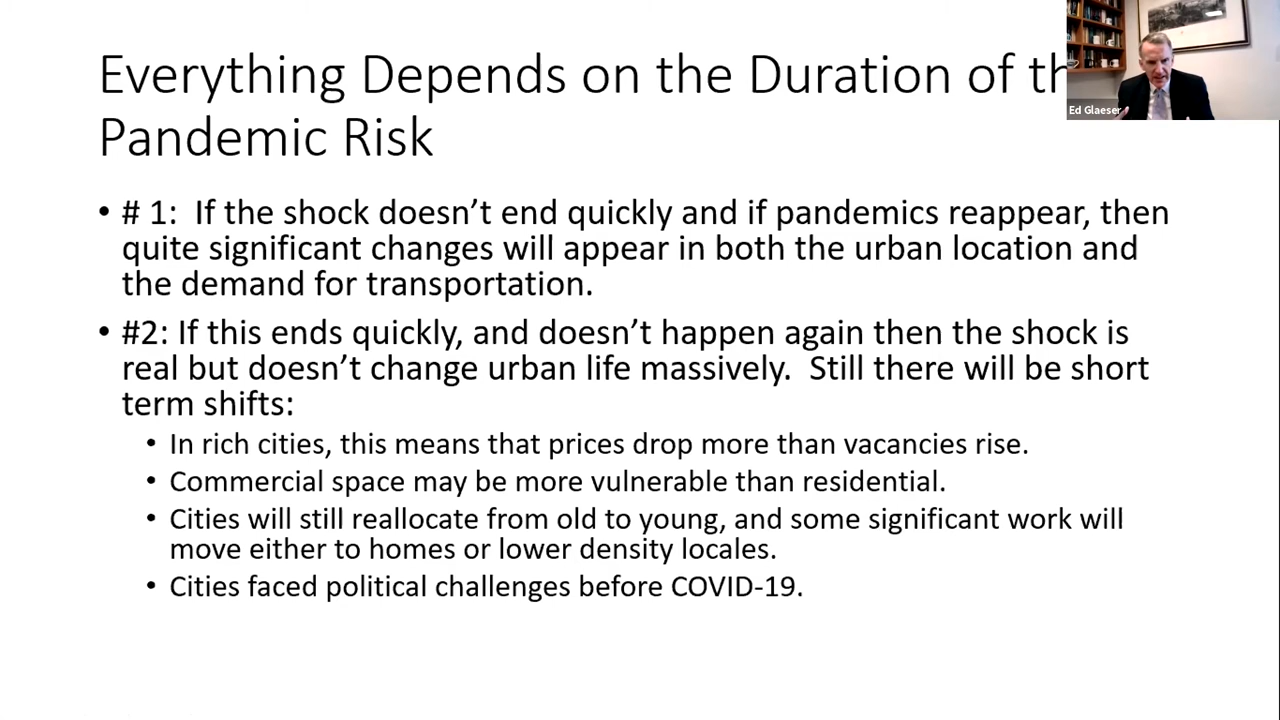 Everything Depends on the Duration of th
Pandemic Risk
Ed Glaeser
• # 1:  If the shock doesn’t end quickly and if pandemics reappear, then
quite significant changes will appear in both the urban location and
the demand for transportation.
• #2: If this ends quickly, and doesn’t happen again then the shock is
real but doesn’t change urban life massively.  Still there will be short
term shifts:
• In rich cities, this means that prices drop more than vacancies rise.
• Commercial space may be more vulnerable than residential.
• Cities will still reallocate from old to young, and some significant work will
move either to homes or lower density locales.
• Cities faced political challenges before COVID-19.